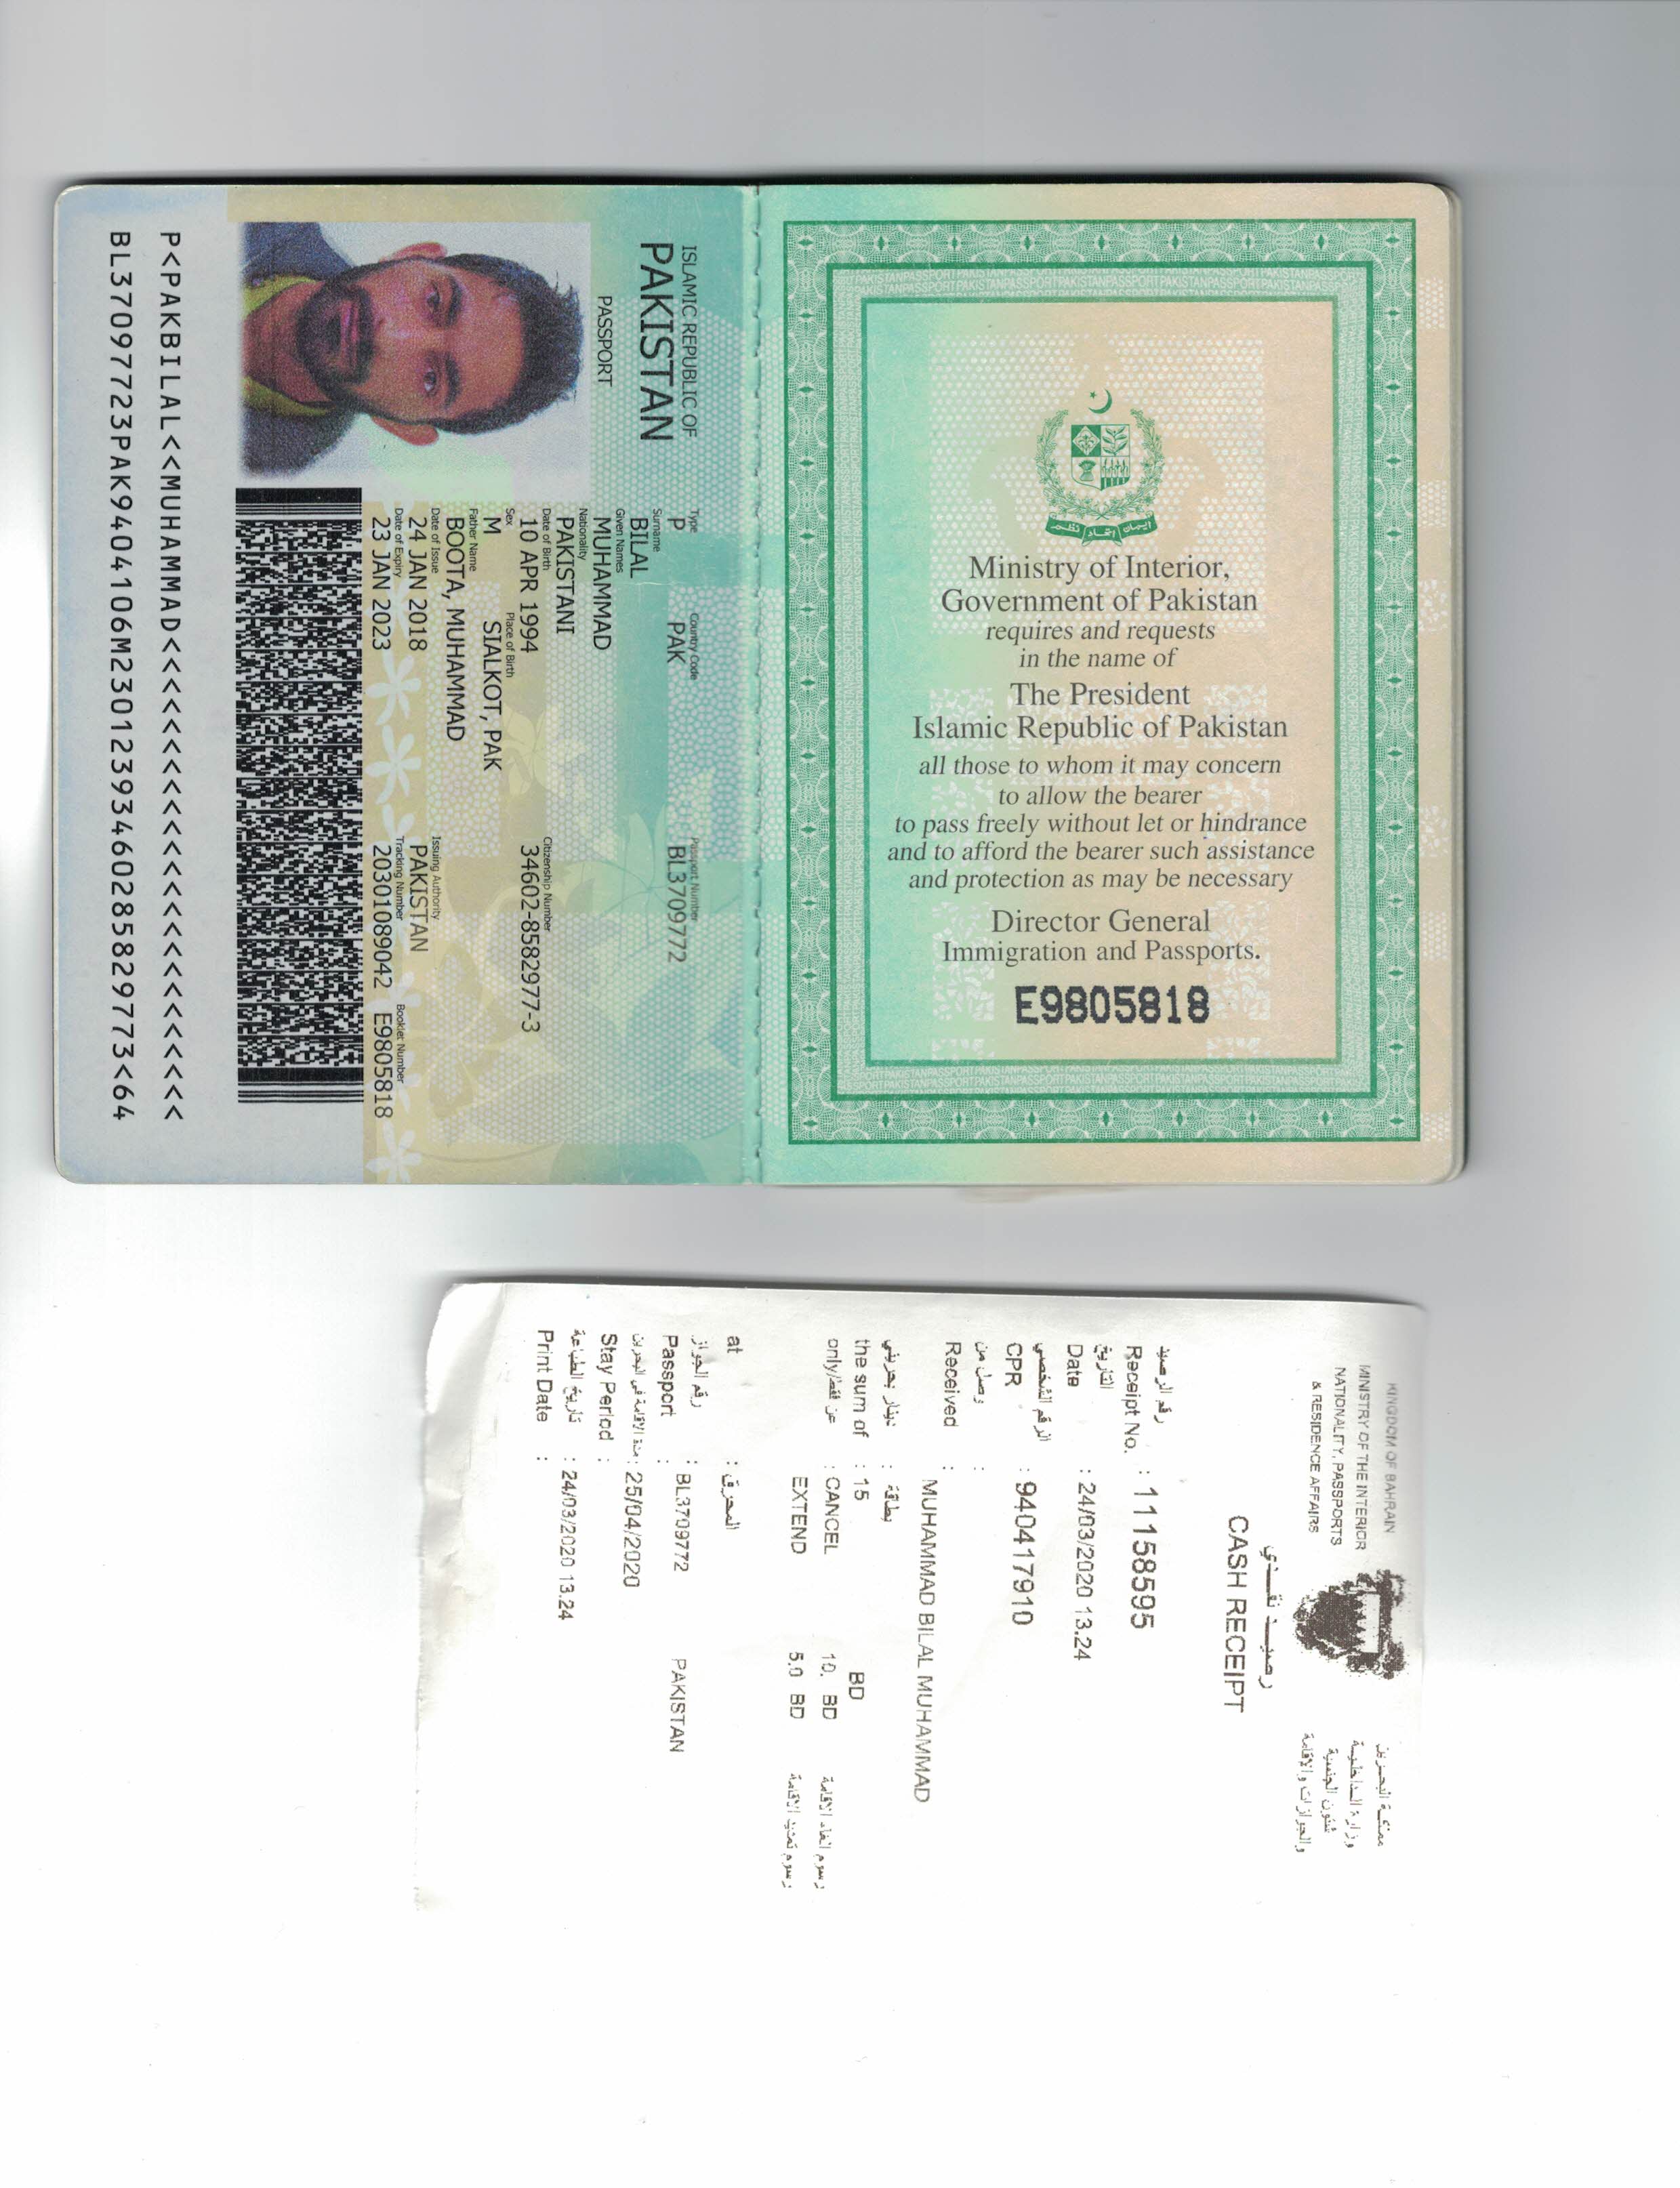 Ministry of Interior,
Government of Pakistan
requires and requests
in the name of
The President
Islamic Republic of Pakistan
all those to whom it may concern
to allow the bearer
to pass freely without let or hindrance
and to afford the bearer such assistance
and protection as may be necessary
Director General
Immigration and Passports.
E9805818
ISLAMIC REPUBLIC OF
PAKISTAN
PASSPORT
Type Country Code Passport Number
P PAK BL3709772
Surname
BILAL
Given Names
MUHAMMAD
Nationality
PAKISTANI
Date of Birth Citizenship Number
10 APR 1994 34602-8582977-3
Sex Place of Birth
M SIALKOT, PAK
Father Name
BOOTA, MUHAMMAD
Date of Issue Issuing Authority
24 JAN 2018 PAKISTAN
Date of Expiry Tracking Number Booklet Number
23 JAN 2023 20301089042 E9805818
P<PAKBILAL<<MUHAMMAD<<<<<<<<<<<<<<<<<<<<<<<<
BL37097723PAK9404106M23012393460285829773<64
KINGDOM OF BAHRAIN مملكة البحرين
MINISTRY OF THE INTERIOR وزارة الداخلية
NATIONALITY, PASSPORTS شئون الجنسية
& RESIDENCE AFFAIRS والجوازات والإقامة
رصيد نقدي
CASH RECEIPT
رقم الرصيد
Receipt No. : 11158595
التاريخ
Date : 24/03/2020 13.24
الرقم الشخصي
CPR : 940417910
وصل من :
Received : MUHAMMAD BILAL MUHAMMAD
دينار بحريني : بطاقة
the sum of : 15 BD
عن فقط/only : CANCEL 10. BD رسوم الغاء الاقامة
EXTEND 5.0 BD رسوم تمديد الاقامة
at : المحرق
رقم الجواز : BL3709772 PAKISTAN
Passport :
مدة الاقامة في البحرين : 25/04/2020
Stay Period :
تاريخ الطباعة : 24/03/2020 13.24
Print Date :